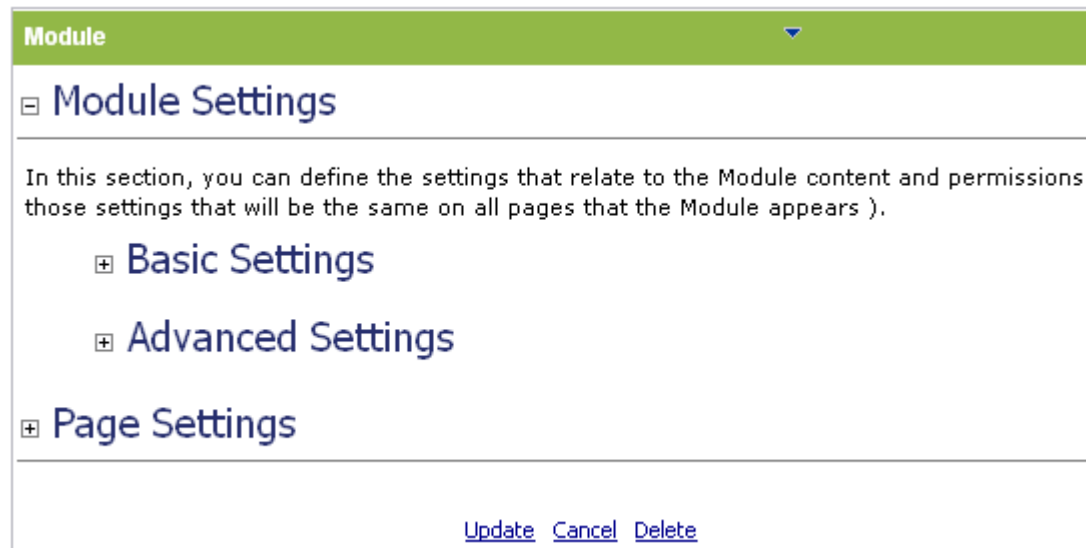 Module
Module Settings
In this section, you can define the settings that relate to the Module content and permissions
those settings that will be the same on all pages that the Module appears ).
Basic Settings
Advanced Settings
Page Settings
Update Cancel Delete